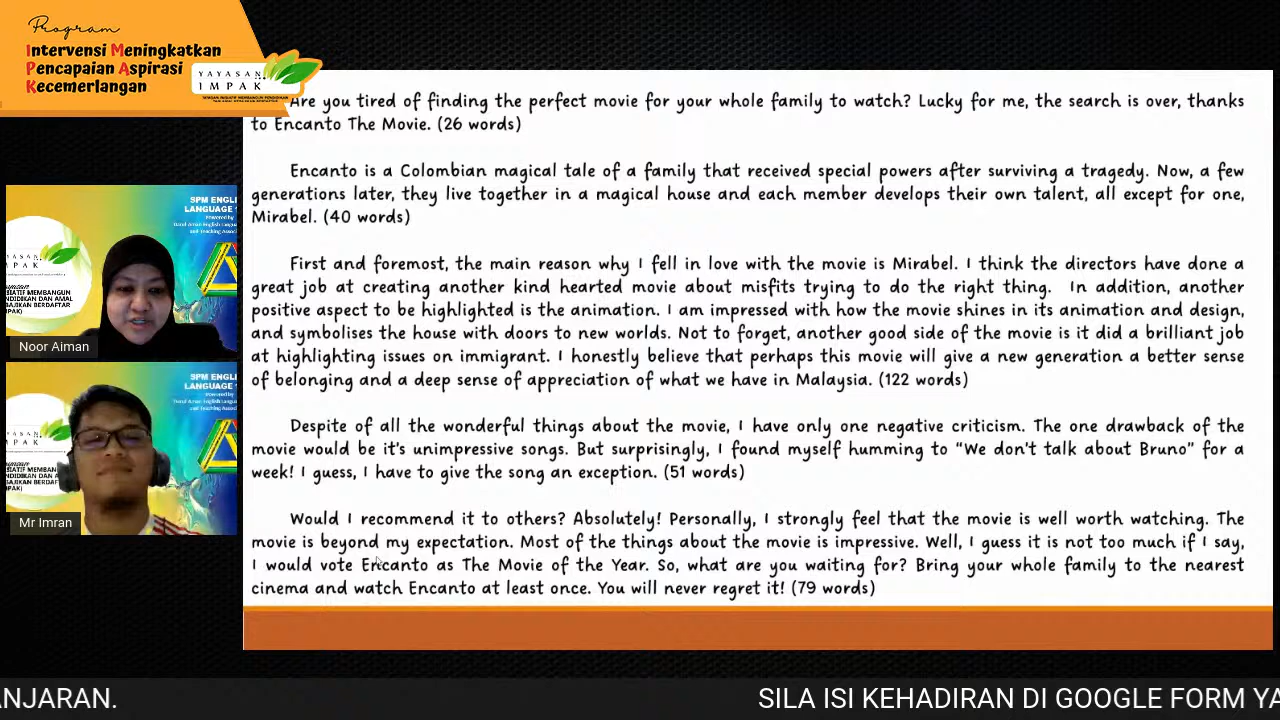 Program
Intervensi Meningkatkan
Pencapaian Aspirasi
Kecemerlangan
YAYASAN
IMPAK
Are you tired of finding the perfect movie for your whole family to watch? Lucky for me, the search is over, thanks
to Encanto The Movie. (26 words)
Encanto is a Colombian magical tale of a family that received special powers after surviving a tragedy. Now, a few
generations later, they live together in a magical house and each member develops their own talent, all except for one,
Mirabel. (40 words)
First and foremost, the main reason why I fell in love with the movie is Mirabel. I think the directors have done a
great job at creating another kind hearted movie about misfits trying to do the right thing. In addition, another
positive aspect to be highlighted is the animation. I am impressed with how the movie shines in its animation and design,
and symbolises the house with doors to new worlds. Not to forget, another good side of the movie is it did a brilliant job
at highlighting issues on immigrant. I honestly believe that perhaps this movie will give a new generation a better sense
of belonging and a deep sense of appreciation of what we have in Malaysia. (122 words)
Despite of all the wonderful things about the movie, I have only one negative criticism. The one drawback of the
movie would be it's unimpressive songs. But surprisingly, I found myself humming to "We don't talk about Bruno" for a
week! I guess, I have to give the song an exception. (51 words)
Would I recommend it to others? Absolutely! Personally, I strongly feel that the movie is well worth watching. The
movie is beyond my expectation. Most of the things about the movie is impressive. Well, I guess it is not too much if I say,
I would vote Encanto as The Movie of the Year. So, what are you waiting for? Bring your whole family to the nearest
cinema and watch Encanto at least once. You will never regret it! (79 words)
SPM ENGLI
LANGUAGE
Powered by
Noor Aiman
SPM ENGLI
LANGUAGE
Powered by
Mr Imran
ANJARAN.
SILA ISI KEHADIRAN DI GOOGLE FORM YA